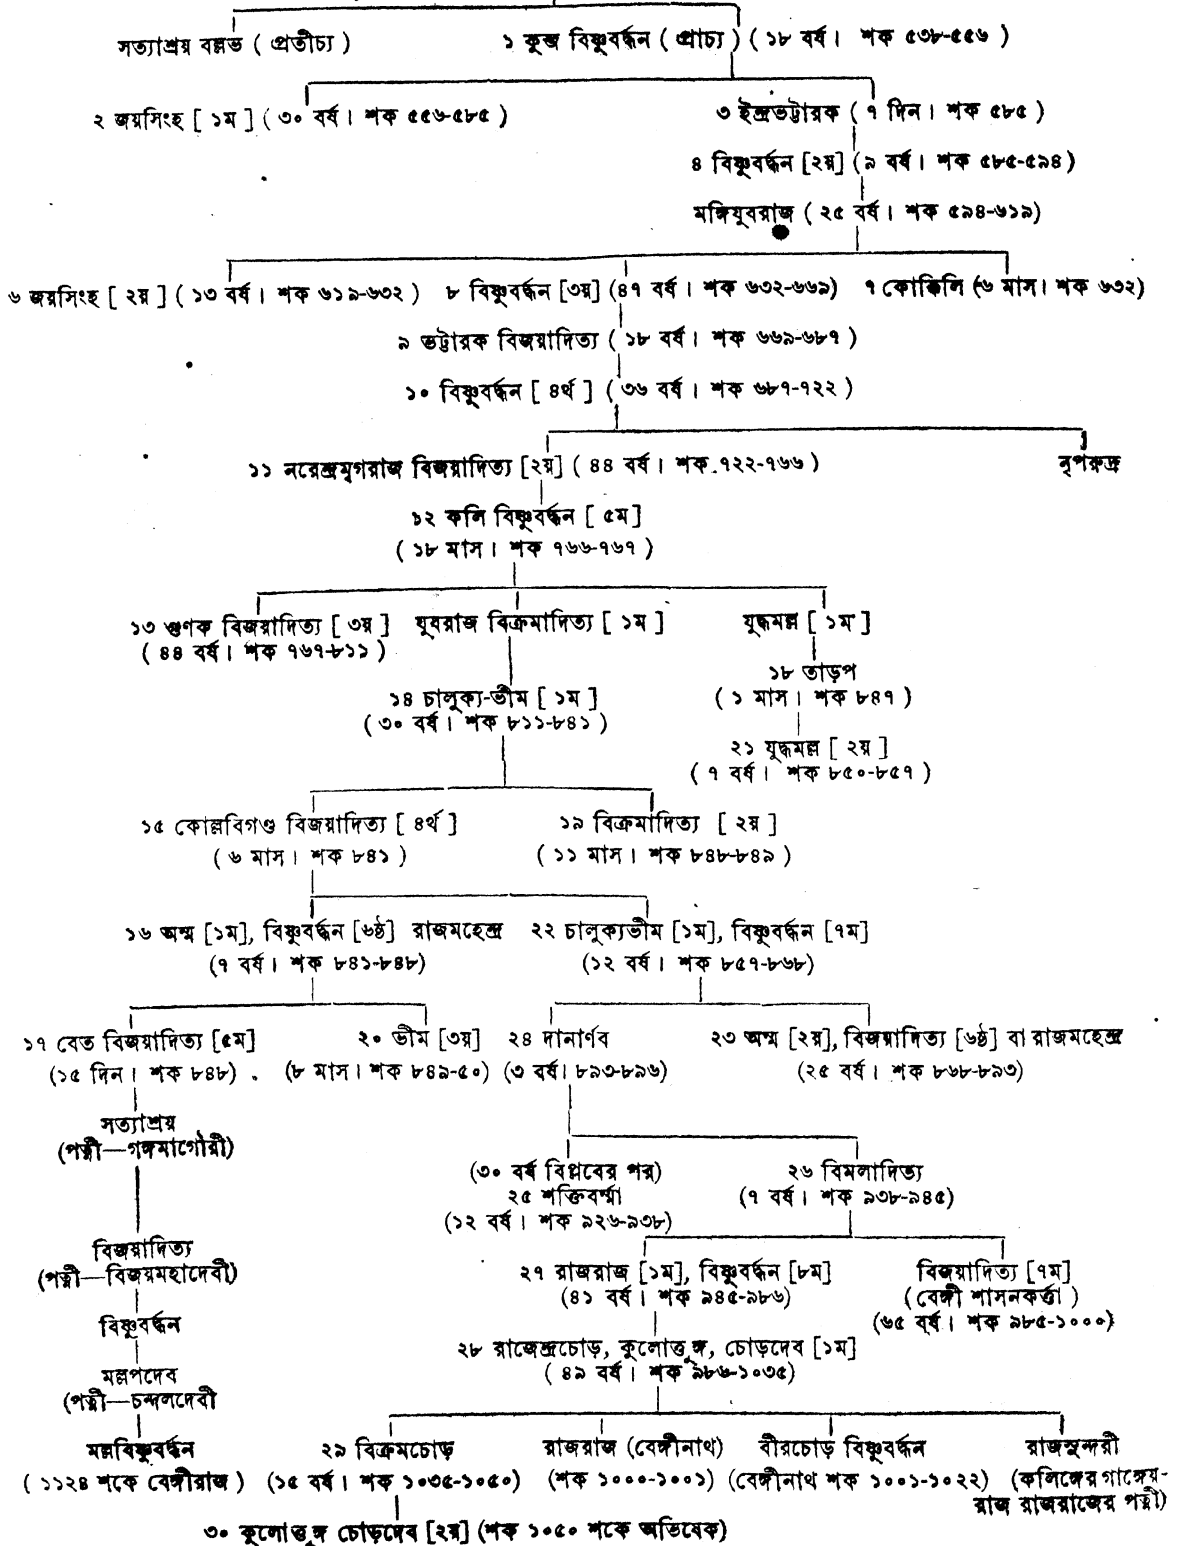 সত্যাশ্রয় বল্লভ ( প্রতীচ্য ) ১ কুব্জ বিষ্ণুবর্দ্ধন ( প্রাচ্য ) ( ১৮ বর্ষ। শক ৫৩৮-৫৫৬ )
২ জয়সিংহ [ ১ম ] ( ৩০ বর্ষ। শক ৫৫৬-৫৮৫ ) ৩ ইন্দ্রভট্টারক ( ৭ দিন। শক ৫৮৫ )
৪ বিষ্ণুবর্দ্ধন [২য়] (৯ বর্ষ। শক ৫৮৫-৫৯৪)
মঙ্গিযুবরাজ ( ২৫ বর্ষ। শক ৫৯৪-৬১৯)
৬ জয়সিংহ [ ২য় ] ( ১৩ বর্ষ। শক ৬১৯-৬৩২ ) ৮ বিষ্ণুবর্দ্ধন [৩য়] (৪৭ বর্ষ। শক ৬৩২-৬৬৯) ৭ কোকিলি (৬ মাস। শক ৬৩২)
৯ ভট্টারক বিজয়াদিত্য ( ১৮ বর্ষ। শক ৬৬৯-৬৮৭ )
১০ বিষ্ণুবর্দ্ধন [ ৪র্থ ] ( ৩৬ বর্ষ। শক ৬৮৭-৭২২ )
১১ নরেন্দ্রমৃগরাজ বিজয়াদিত্য [২য়] ( ৪৪ বর্ষ। শক ৭২২-৭৬৬ ) নৃপরুদ্র
১২ কলি বিষ্ণুবর্দ্ধন [ ৫ম]
( ১৮ মাস। শক ৭৬৬-৭৬৭ )
১৩ গুণক বিজয়াদিত্য [ ৩য় ] যুবরাজ বিক্রমাদিত্য [ ১ম ] যুদ্ধমল্ল [ ১ম ]
( ৪৪ বর্ষ। শক ৭৬৭-৮১১ )
১৮ তাড়প
১৪ চালুক্য-ভীম [ ১ম ] ( ১ মাস। শক ৮৪৭ )
( ৩০ বর্ষ। শক ৮১১-৮৪১ )
২১ যুদ্ধমল্ল [ ২য় ]
( ৭ বর্ষ। শক ৮৫০-৮৫৭ )
১৫ কোল্লবিগণ্ড বিজয়াদিত্য [ ৪র্থ ] ১৯ বিক্রমাদিত্য [ ২য় ]
( ৬ মাস। শক ৮৪১ ) ( ১১ মাস। শক ৮৪৮-৮৪৯ )
১৬ অম্ম [১ম], বিষ্ণুবর্দ্ধন [৬ষ্ঠ] রাজমহেন্দ্র ২২ চালুক্যভীম [১ম], বিষ্ণুবর্দ্ধন [৭ম]
(৭ বর্ষ। শক ৮৪১-৮৪৮) (১২ বর্ষ। শক ৮৫৭-৮৬৮)
১৭ বেত বিজয়াদিত্য [৫ম] ২০ ভীম [৩য়] ২৪ দানার্ণব ২৩ অম্ম [২য়], বিজয়াদিত্য [৬ষ্ঠ] বা রাজমহেন্দ্র
(১৫ দিন। শক ৮৪৮) . (৮ মাস। শক ৮৪৯-৫০) (৩ বর্ষ। ৮৯৩-৮৯৬) (২৫ বর্ষ। শক ৮৬৮-৮৯৩)
সত্যাশ্রয়
(পত্নী—গঙ্গমাগৌরী)
(৩০ বর্ষ বিপ্লবের পর) ২৬ বিমলাদিত্য
২৫ শক্তিবর্ম্মা (৭ বর্ষ। শক ৯৩৮-৯৪৫)
(১২ বর্ষ। শক ৯২৬-৯৩৮)
বিজয়াদিত্য
(পত্নী—বিজয়মহাদেবী) ২৭ রাজরাজ [১ম], বিষ্ণুবর্দ্ধন [৮ম] বিজয়াদিত্য [৭ম]
(৪১ বর্ষ। শক ৯৪৫-৯৮৬) (বেঙ্গী শাসনকর্ত্তা)
বিষ্ণুবর্দ্ধন (৬৫ বর্ষ। শক ৯৮৫-১০০০)
২৮ রাজেন্দ্রচোড়, কুলোত্তুঙ্গ, চোড়দেব [১ম]
মল্লপদেব ( ৪৯ বর্ষ। শক ৯৮৬-১০৩৫)
(পত্নী—চন্দলদেবী
মল্লবিষ্ণুবর্দ্ধন ২৯ বিক্রমচোড় রাজরাজ (বেঙ্গীনাথ) বীরচোড় বিষ্ণুবর্দ্ধন রাজসুন্দরী
( ১১২৪ শকে বেঙ্গীরাজ ) (১৫ বর্ষ। শক ১০৩৫-১০৫০) (শক ১০০০-১০০১) (বেঙ্গীনাথ শক ১০০১-১০২২) (কলিঙ্গের গাঙ্গেয়-
রাজ রাজরাজের পত্নী)
৩০ কুলোত্তুঙ্গ চোড়দেব [২য়] (শক ১০৫০ শকে অভিষেক)